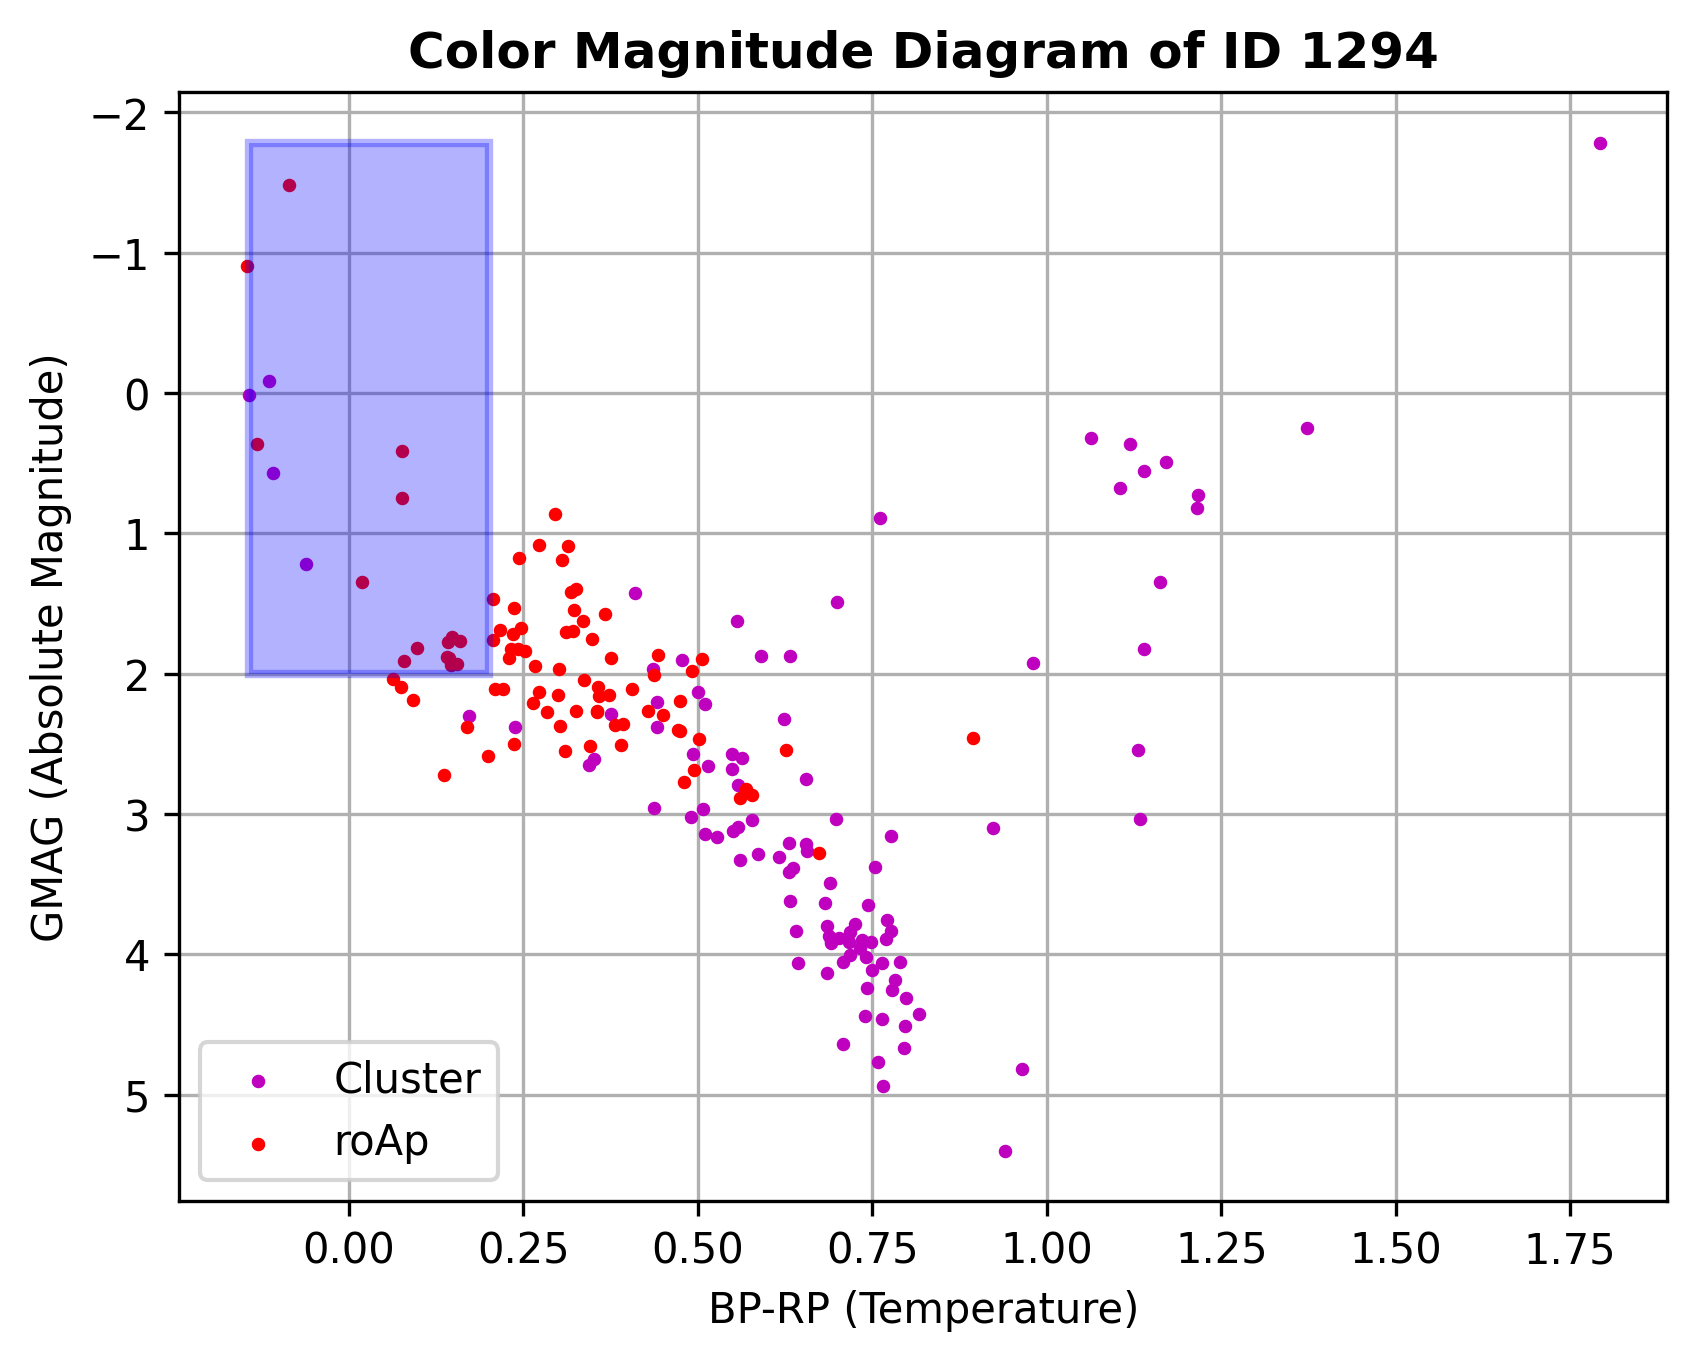 Color Magnitude Diagram of ID 1294
GMAG (Absolute Magnitude)
−2
−1
0
1
2
3
4
5
Cluster
roAp
0.00 0.25 0.50 0.75 1.00 1.25 1.50 1.75
BP-RP (Temperature)